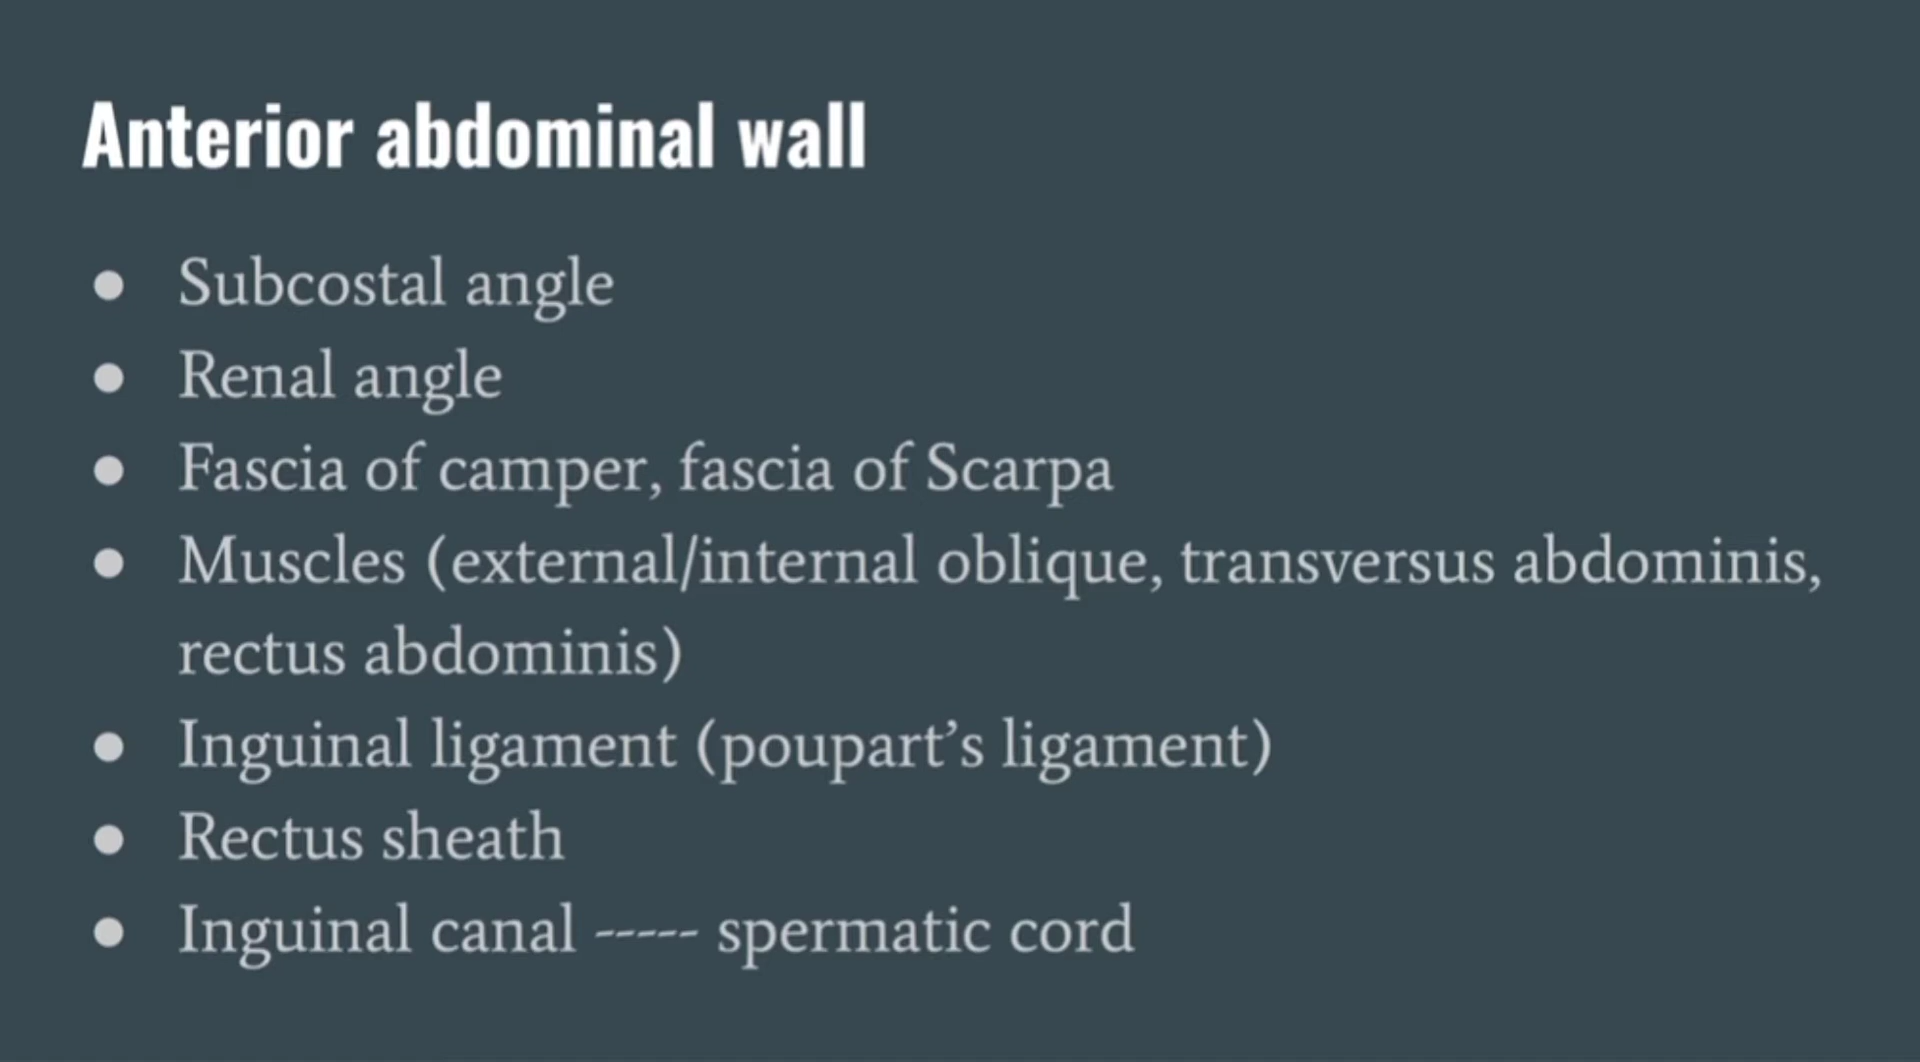 Anterior abdominal wall
● Subcostal angle
● Renal angle
● Fascia of camper, fascia of Scarpa
● Muscles (external/internal oblique, transversus abdominis,
rectus abdominis)
● Inguinal ligament (poupart’s ligament)
● Rectus sheath
● Inguinal canal ----- spermatic cord